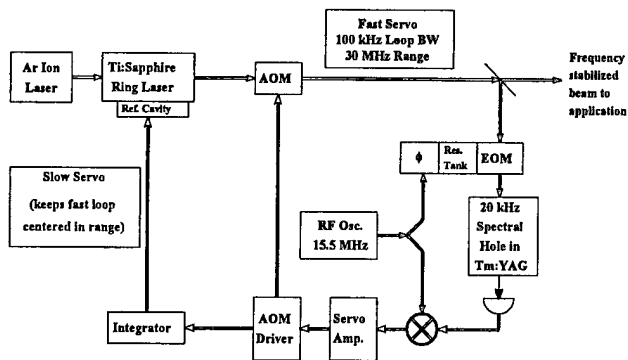 Fast Servo
100 kHz Loop BW
30 MHz Range
Ar Ion
Laser
Ti:Sapphire
Ring Laser
Ref. Cavity
AOM
Frequency
stabilized
beam to
application
Slow Servo
(keeps fast loop
centered in range)
ϕ
Res.
Tank
EOM
RF Osc.
15.5 MHz
20 kHz
Spectral
Hole in
Tm:YAG
Integrator
AOM
Driver
Servo
Amp.